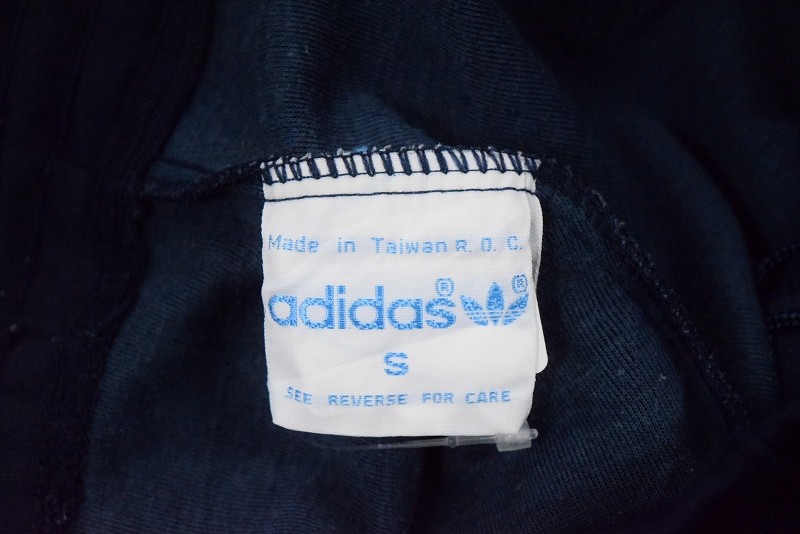 Made in Taiwan R. O. C.
adidas® ®
S
SEE REVERSE FOR CARE